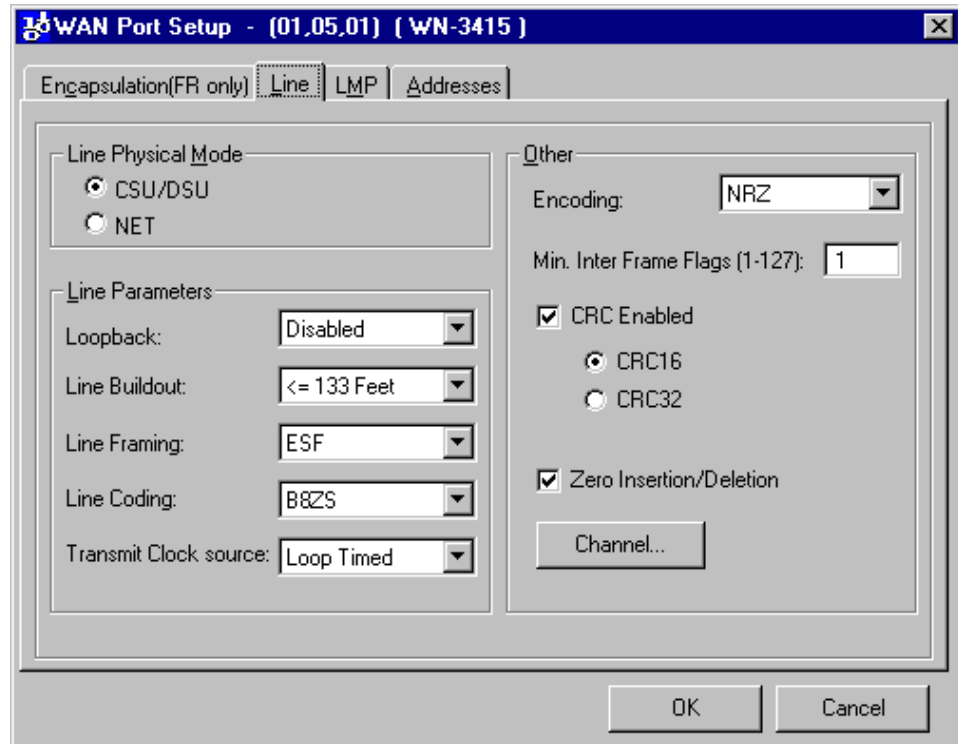 WAN Port Setup - (01,05,01) ( WN-3415 )
Encapsulation(FR only)
Line
LMP
Addresses
Line Physical Mode
CSU/DSU
NET
Line Parameters
Loopback: Disabled
Line Buildout: <= 133 Feet
Line Framing: ESF
Line Coding: B8ZS
Transmit Clock source: Loop Timed
Other
Encoding: NRZ
Min. Inter Frame Flags (1-127): 1
CRC Enabled
CRC16
CRC32
Zero Insertion/Deletion
Channel...
OK
Cancel